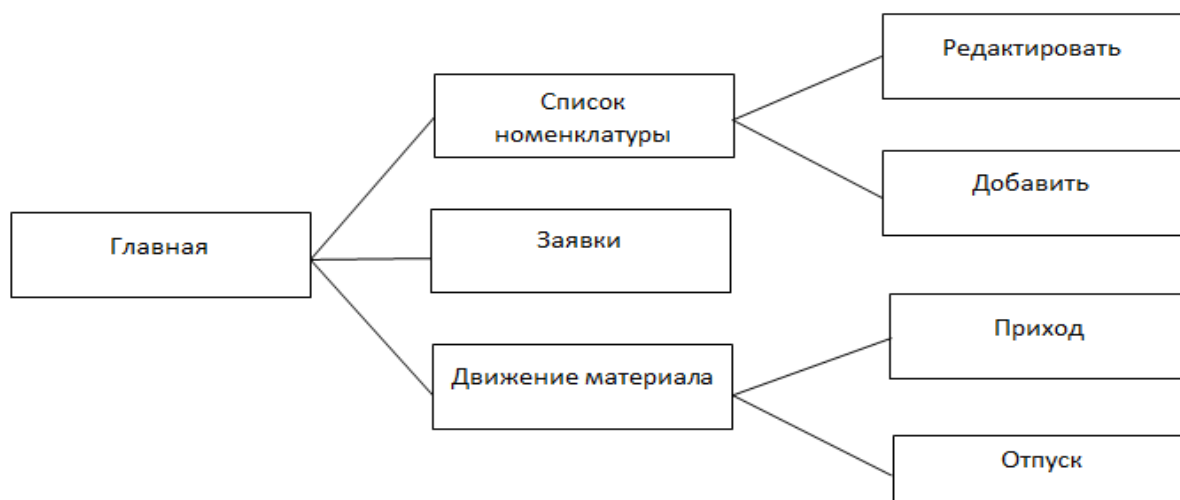 Редактировать
Список
номенклатуры
Добавить
Главная
Заявки
Приход
Движение материала
Отпуск